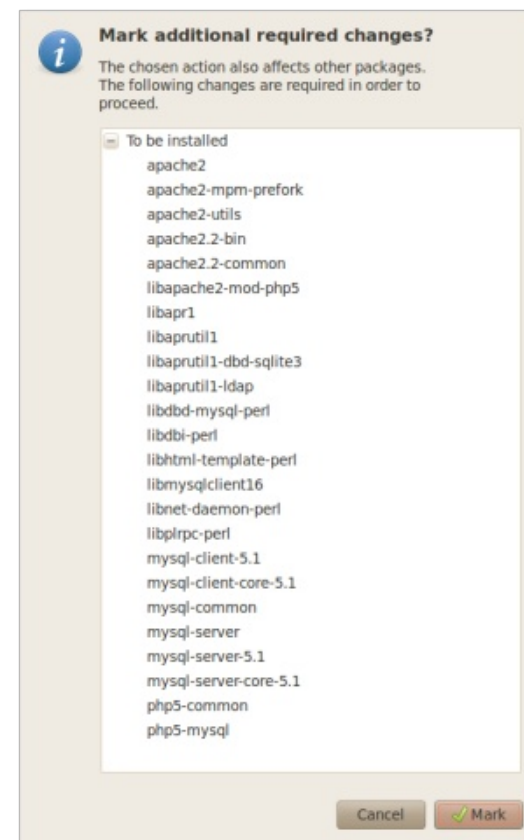 Mark additional required changes?
The chosen action also affects other packages.
The following changes are required in order to
proceed.
To be installed
apache2
apache2-mpm-prefork
apache2-utils
apache2.2-bin
apache2.2-common
libapache2-mod-php5
libapr1
libaprutil1
libaprutil1-dbd-sqlite3
libaprutil1-ldap
libdbd-mysql-perl
libdbi-perl
libhtml-template-perl
libmysqlclient16
libnet-daemon-perl
libplrpc-perl
mysql-client-5.1
mysql-client-core-5.1
mysql-common
mysql-server
mysql-server-5.1
mysql-server-core-5.1
php5-common
php5-mysql
Cancel Mark